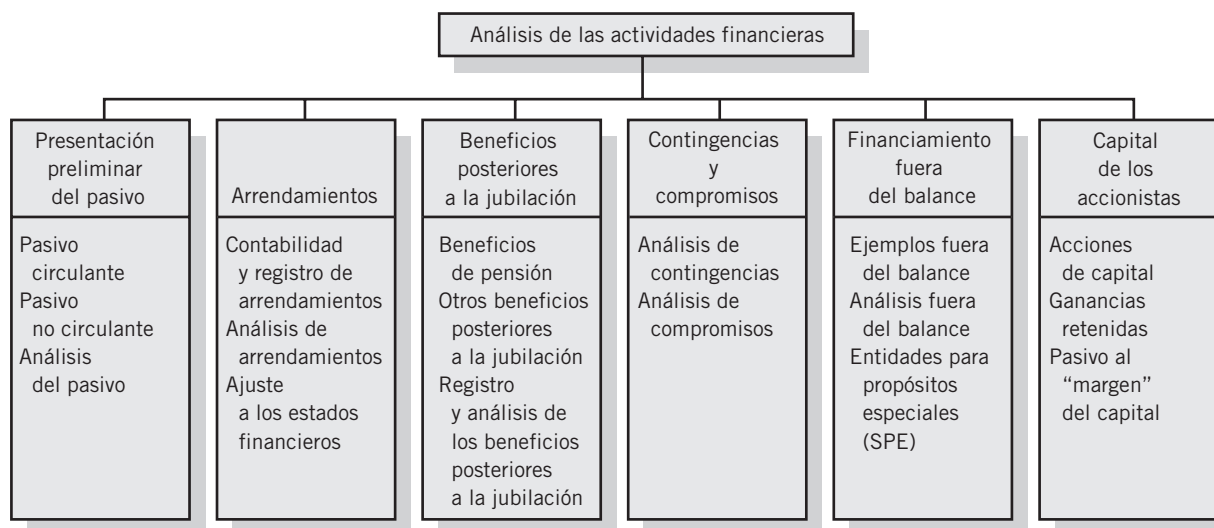 Análisis de las actividades financieras
Presentación
preliminar
del pasivo
Pasivo
circulante
Pasivo
no circulante
Análisis
del pasivo
Arrendamientos
Contabilidad
y registro de
arrendamientos
Análisis de
arrendamientos
Ajuste
a los estados
financieros
Beneficios
posteriores
a la jubilación
Beneficios
de pensión
Otros beneficios
posteriores
a la jubilación
Registro
y análisis de
los beneficios
posteriores
a la jubilación
Contingencias
y
compromisos
Análisis de
contingencias
Análisis de
compromisos
Financiamiento
fuera
del balance
Ejemplos fuera
del balance
Análisis fuera
del balance
Entidades para
propósitos
especiales
(SPE)
Capital
de los
accionistas
Acciones
de capital
Ganancias
retenidas
Pasivo al
“margen”
del capital